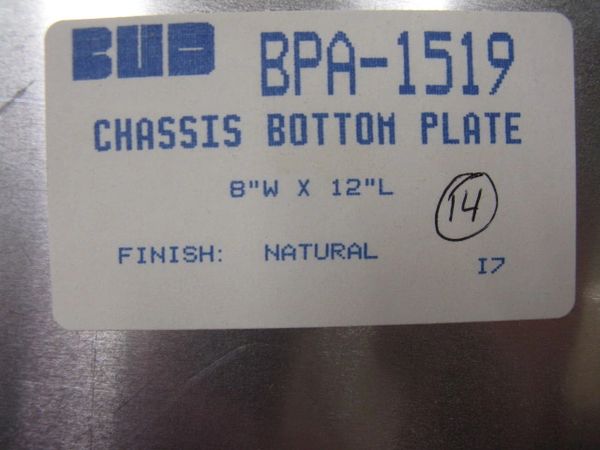 BUD BPA-1519
CHASSIS BOTTOM PLATE
8"W X 12"L
14
FINISH: NATURAL
I7